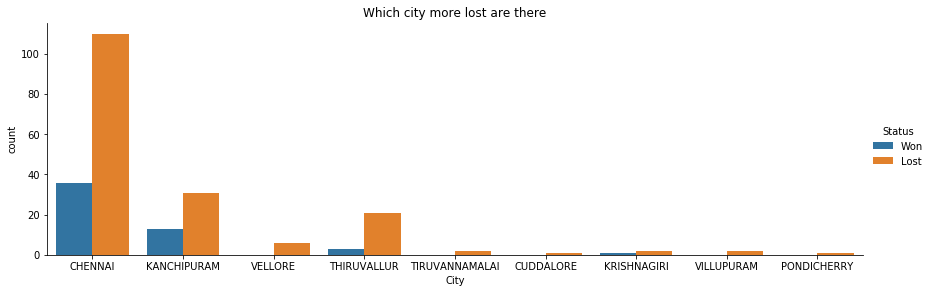 Which city more lost are there
count
100
80
60
40
20
0
CHENNAI KANCHIPURAM VELLORE THIRUVALLUR TIRUVANNAMALAI CUDDALORE KRISHNAGIRI VILLUPURAM PONDICHERRY
City
Status
Won
Lost